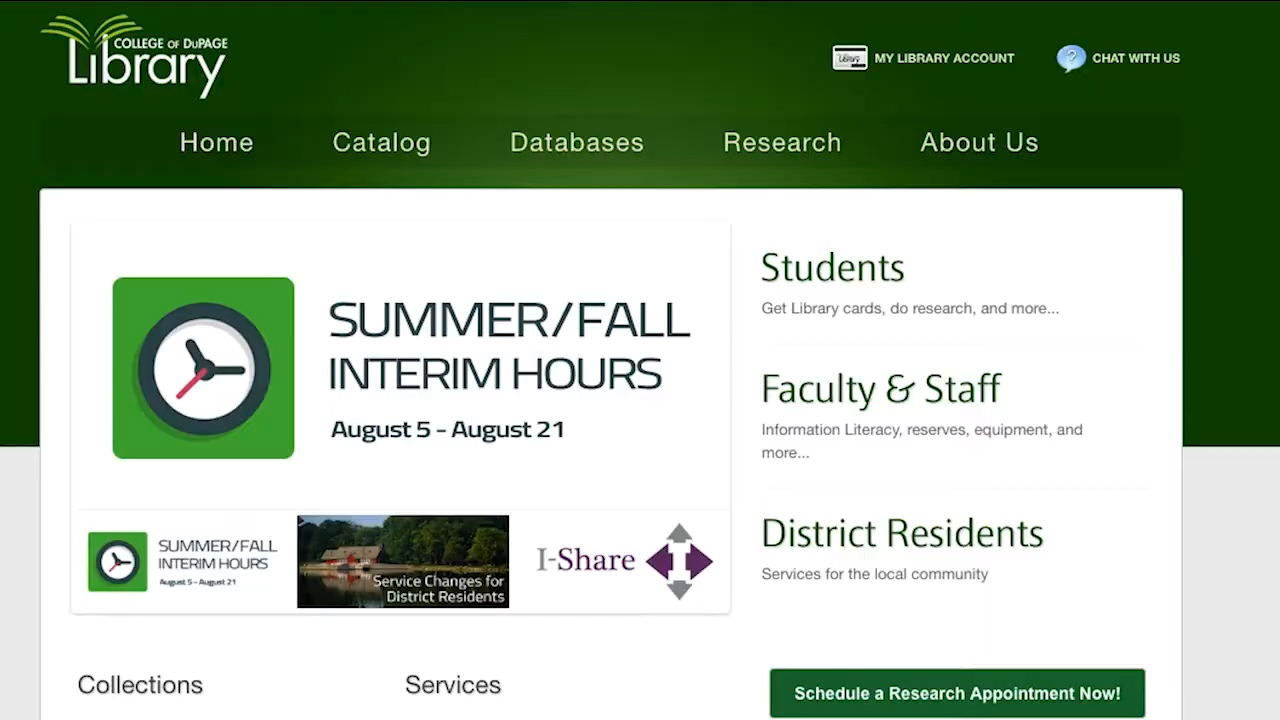 COLLEGE OF DuPAGE
Library
Library
MY LIBRARY ACCOUNT
?
CHAT WITH US
Home
Catalog
Databases
Research
About Us
SUMMER/FALL
INTERIM HOURS
August 5 - August 21
SUMMER/FALL
INTERIM HOURS
August 5 - August 21
Service Changes for
District Residents
I-Share
Students
Get Library cards, do research, and more...
Faculty & Staff
Information Literacy, reserves, equipment, and
more...
District Residents
Services for the local community
Collections
Services
Schedule a Research Appointment Now!